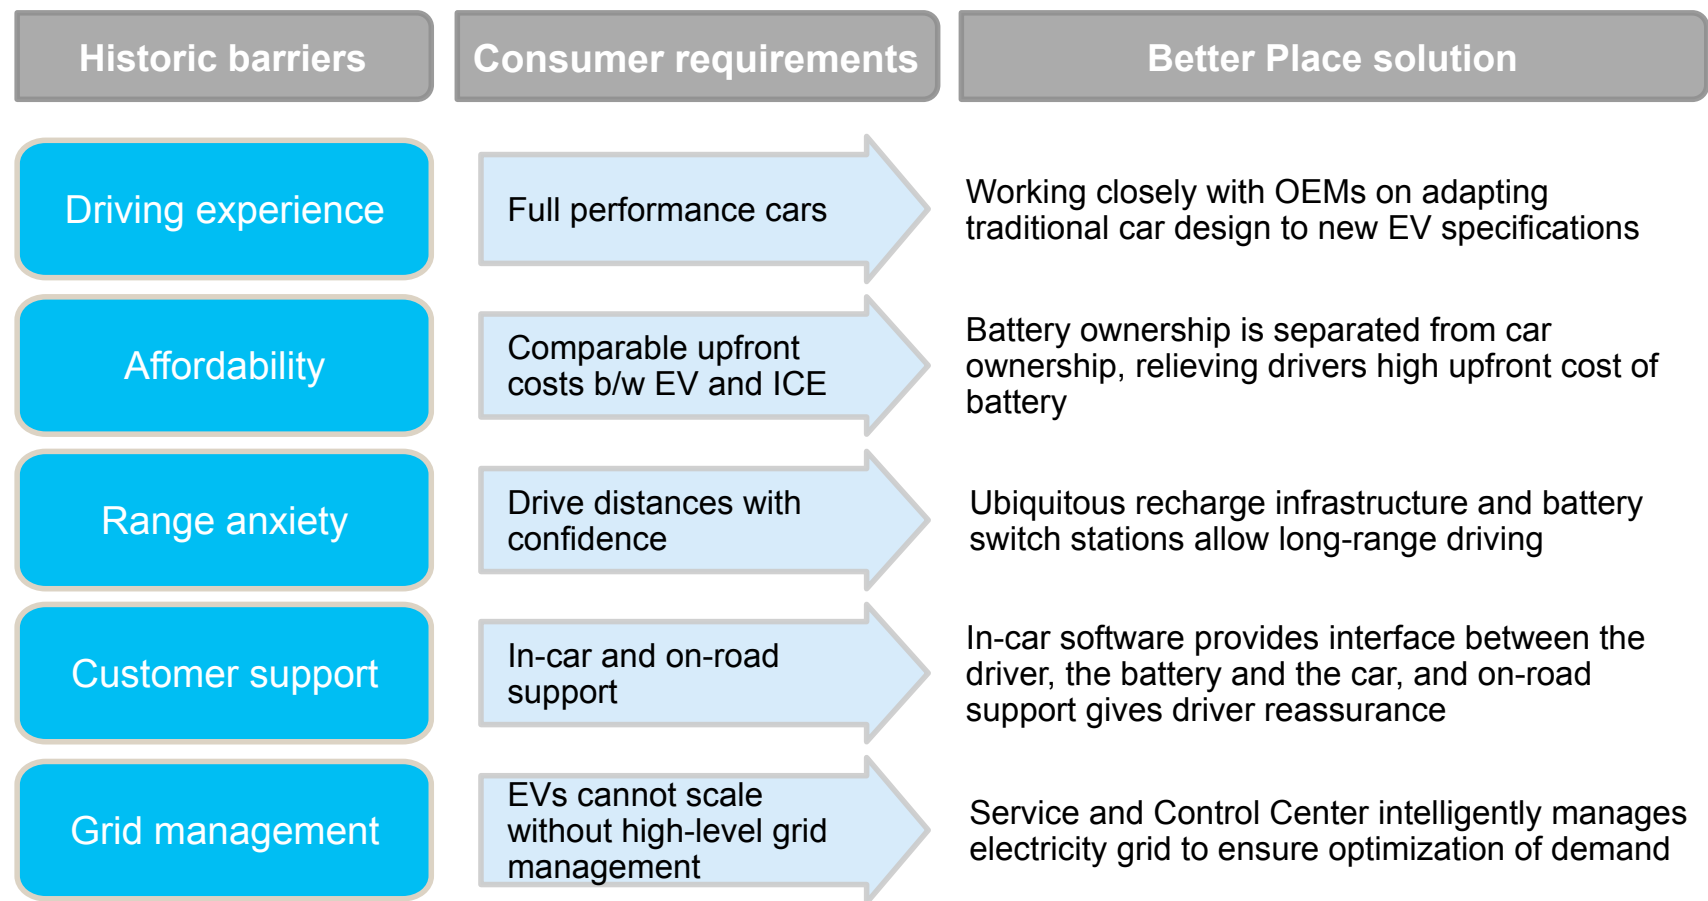 Historic barriers
Consumer requirements
Better Place solution
Driving experience
Full performance cars
Working closely with OEMs on adapting
traditional car design to new EV specifications
Affordability
Comparable upfront
costs b/w EV and ICE
Battery ownership is separated from car
ownership, relieving drivers high upfront cost of
battery
Range anxiety
Drive distances with
confidence
Ubiquitous recharge infrastructure and battery
switch stations allow long-range driving
Customer support
In-car and on-road
support
In-car software provides interface between the
driver, the battery and the car, and on-road
support gives driver reassurance
Grid management
EVs cannot scale
without high-level grid
management
Service and Control Center intelligently manages
electricity grid to ensure optimization of demand